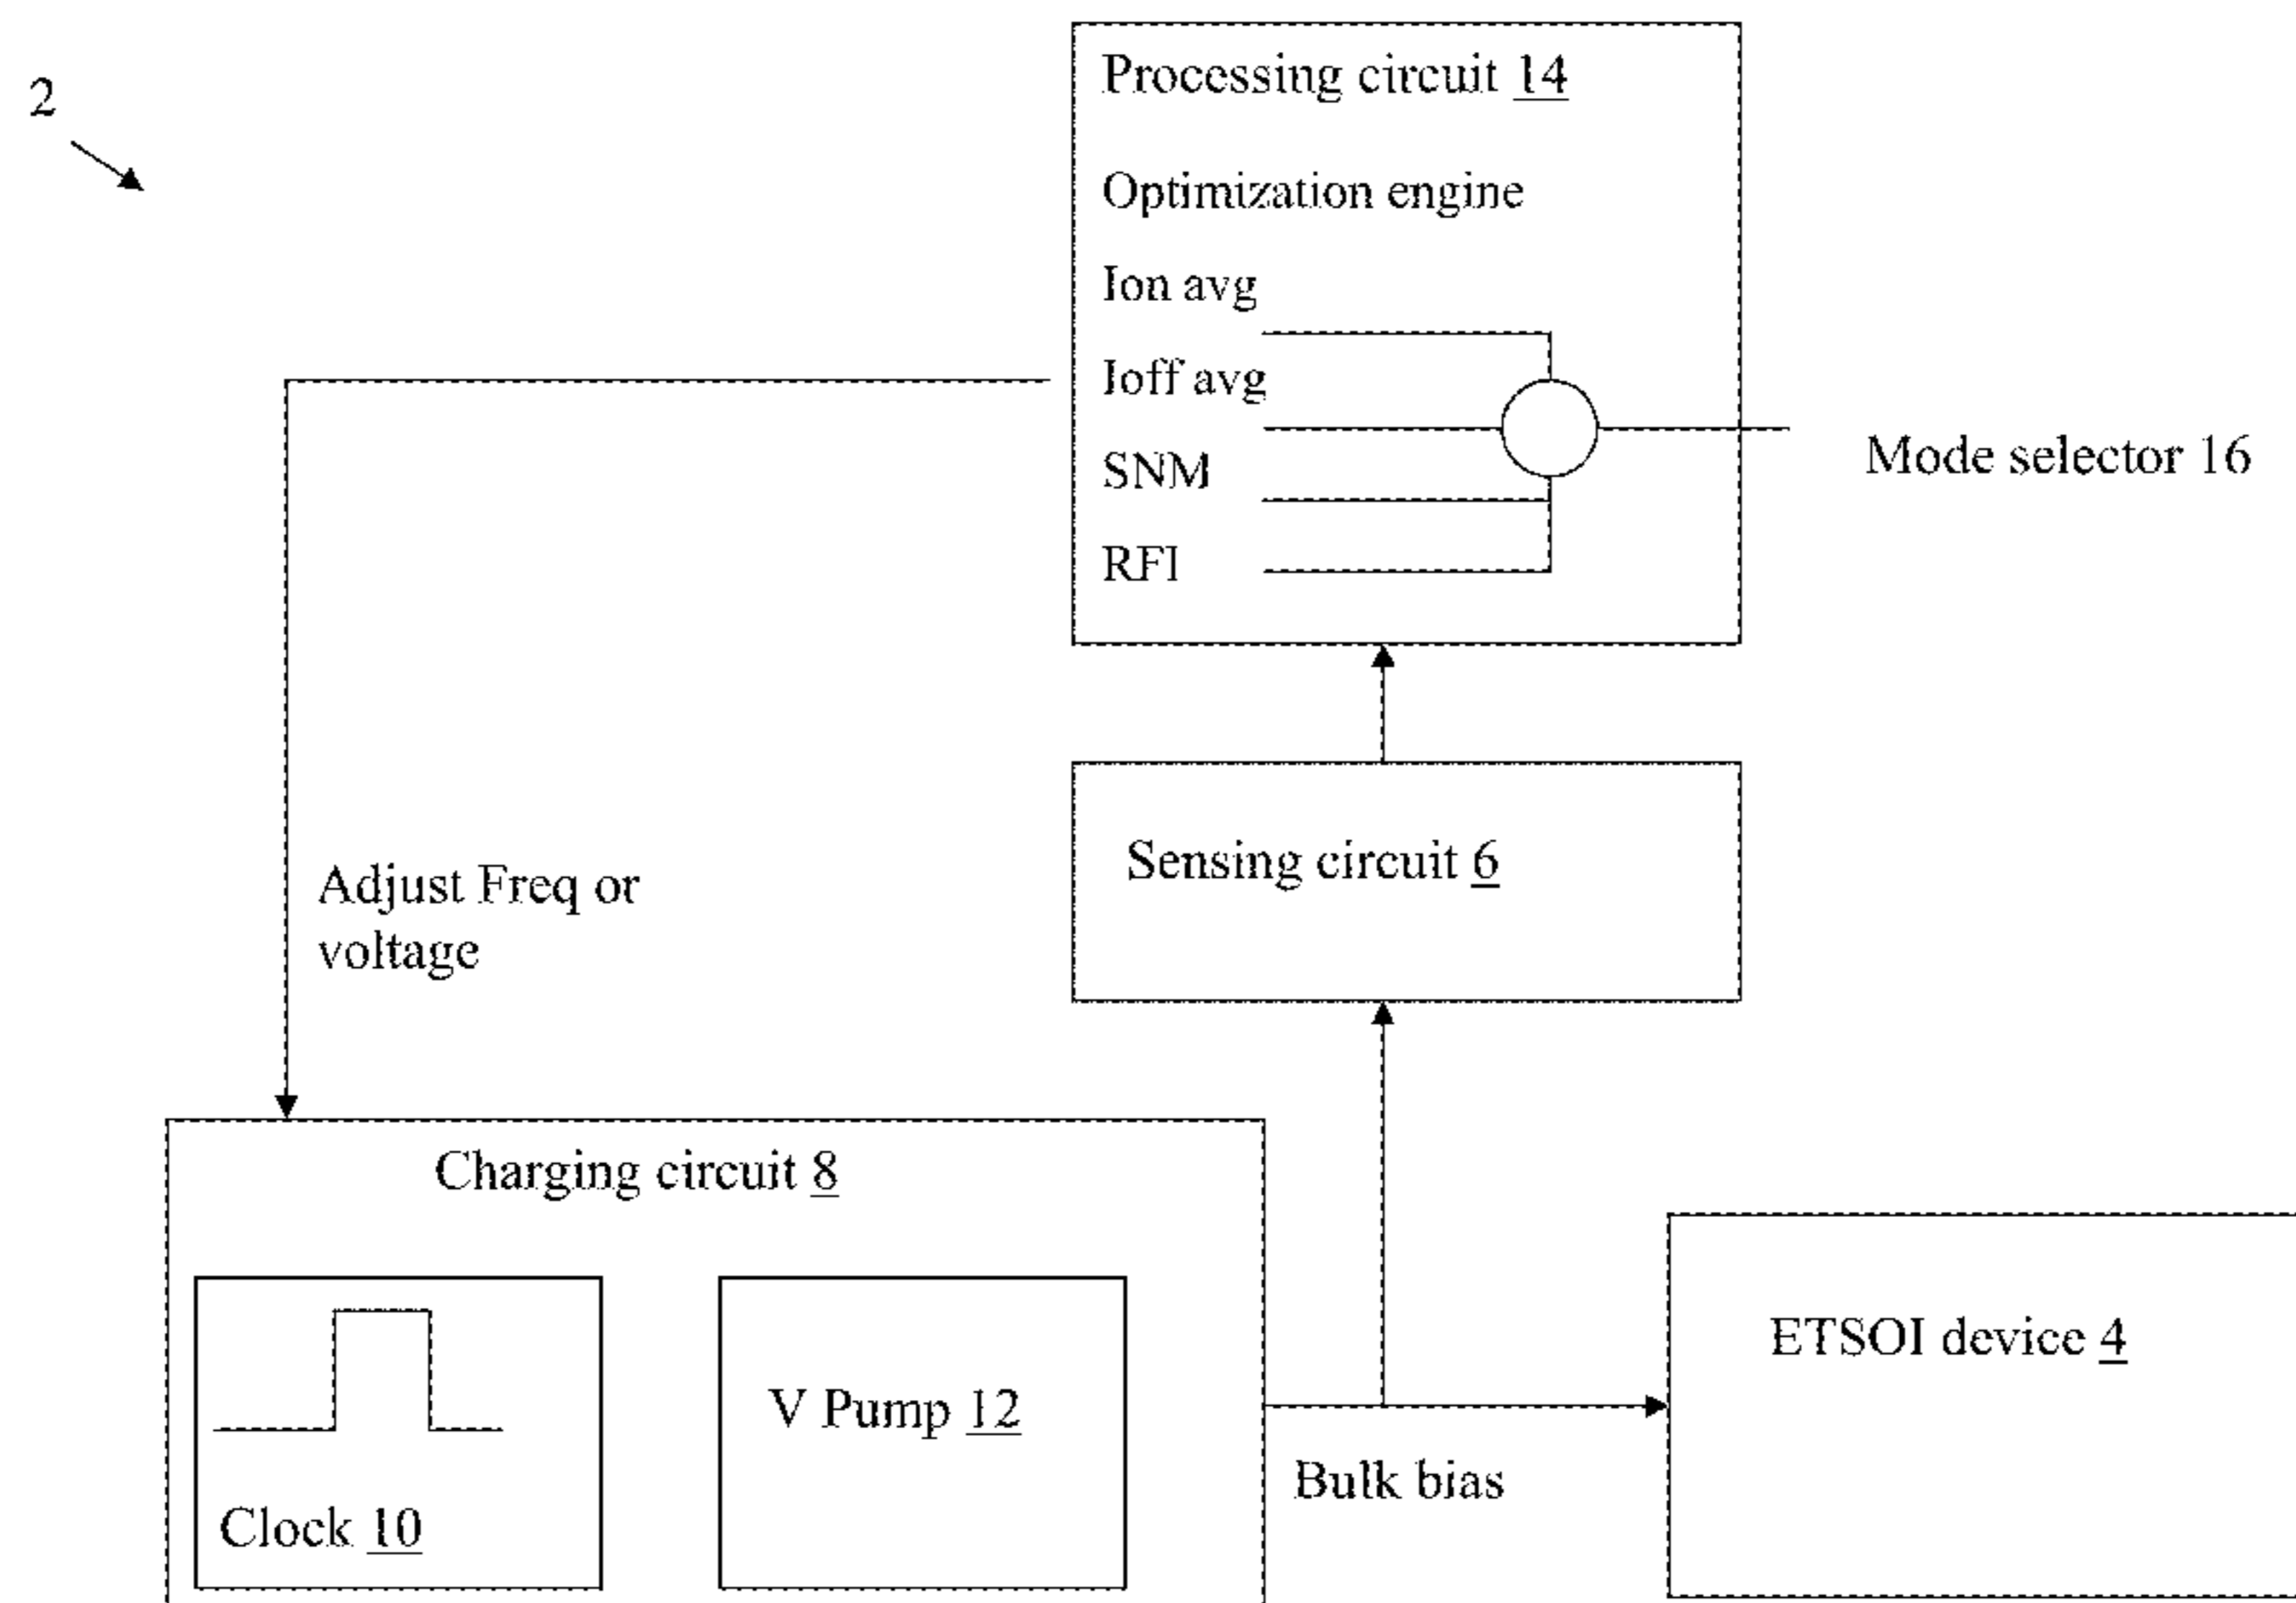 2
Processing circuit 14
Optimization engine
Ion avg
Ioff avg
SNM
RFI
Mode selector 16
Sensing circuit 6
Adjust Freq or
voltage
Charging circuit 8
Clock 10
V Pump 12
Bulk bias
ETSOI device 4